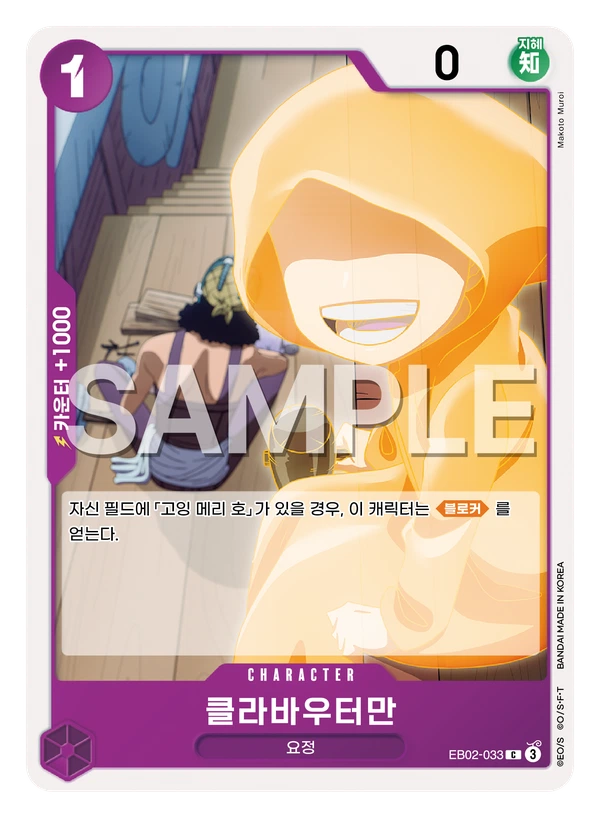 1
0
지혜
知
Makoto Muroi
카운터 +1000
SAMPLE
자신 필드에 「고잉 메리 호」가 있을 경우, 이 캐릭터는 블로커 를
얻는다.
CHARACTER
클라바우터만
요정
EB02-033 C 3
©EO/S ©O/S·F·T BANDAI MADE IN KOREA